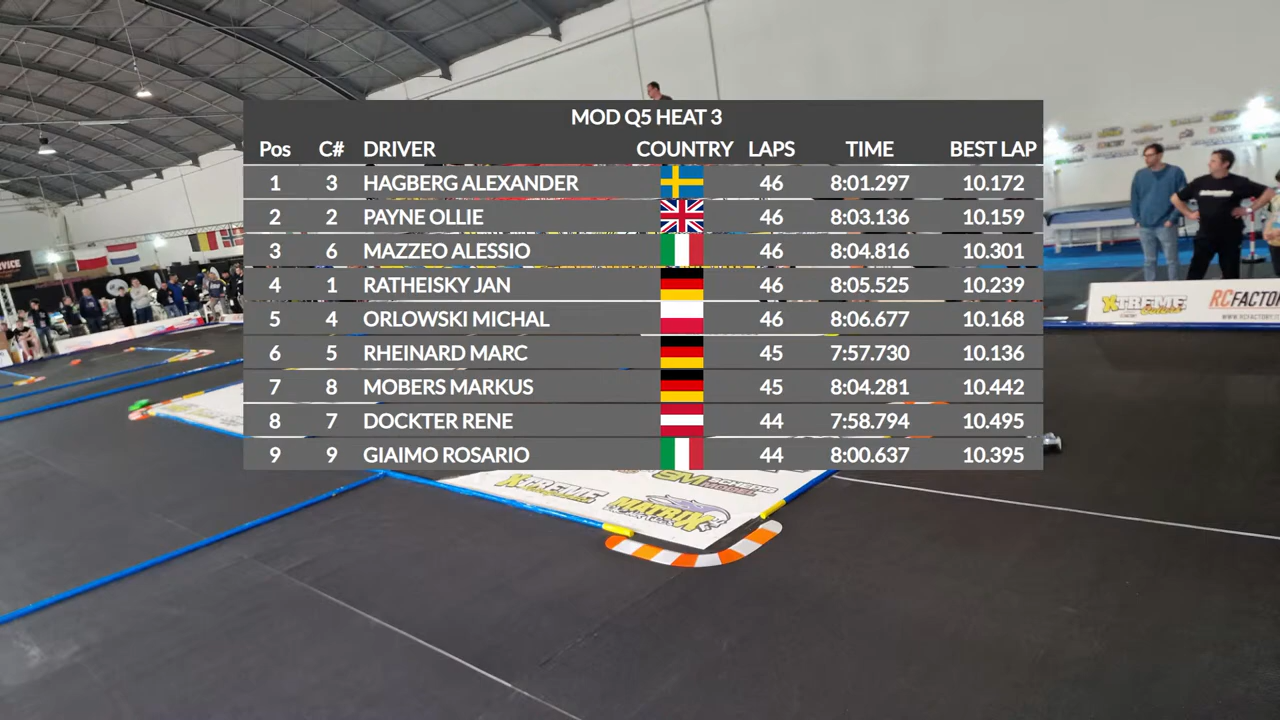 MOD Q5 HEAT 3
Pos C# DRIVER COUNTRY LAPS TIME BEST LAP
1 3 HAGBERG ALEXANDER 46 8:01.297 10.172
2 2 PAYNE OLLIE 46 8:03.136 10.159
3 6 MAZZEO ALESSIO 46 8:04.816 10.301
4 1 RATHEISKY JAN 46 8:05.525 10.239
5 4 ORLOWSKI MICHAL 46 8:06.677 10.168
6 5 RHEINARD MARC 45 7:57.730 10.136
7 8 MOBERS MARKUS 45 8:04.281 10.442
8 7 DOCKTER RENE 44 7:58.794 10.495
9 9 GIAIMO ROSARIO 44 8:00.637 10.395
XTREME
RCFACTOR
XTREME
MATRIX